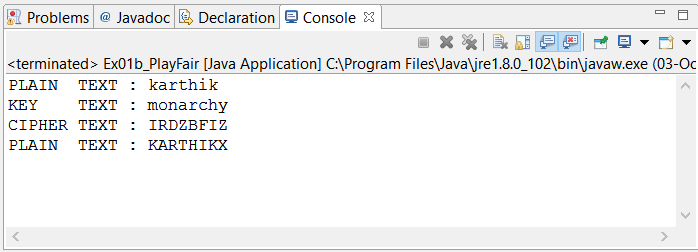 Problems @ Javadoc Declaration Console
<terminated> Ex01b_PlayFair [Java Application] C:\Program Files\Java\jre1.8.0_102\bin\javaw.exe (03-Oc
PLAIN  TEXT : karthik
KEY    TEXT : monarchy
CIPHER TEXT : IRDZBFIZ
PLAIN  TEXT : KARTHIKX